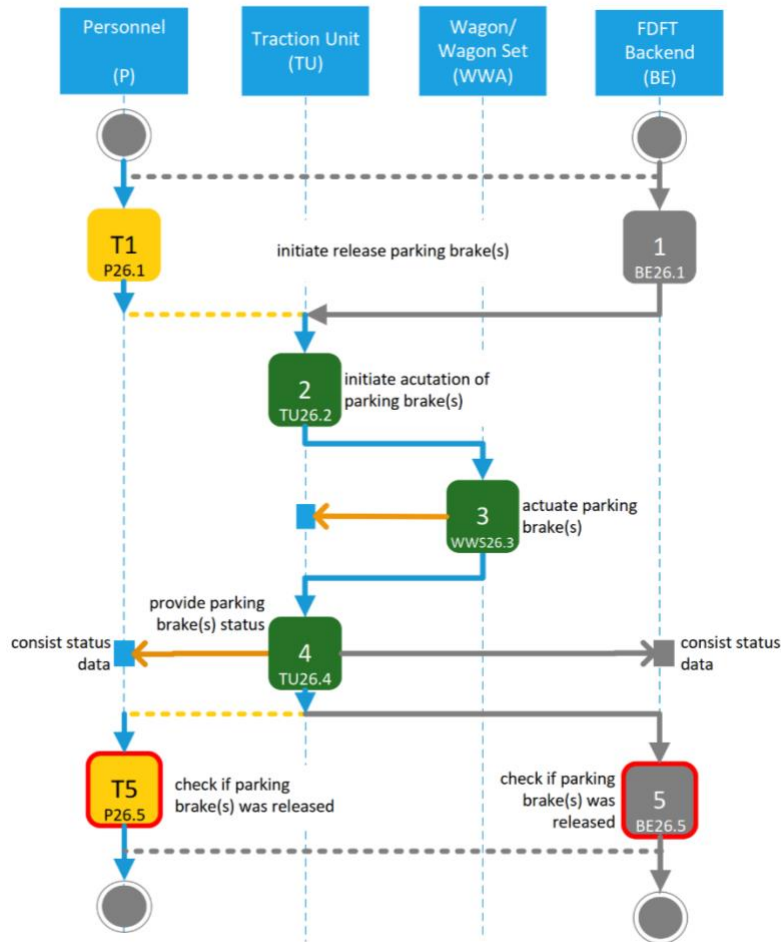 Personnel
(P)
Traction Unit
(TU)
Wagon/
Wagon Set
(WWA)
FDFT
Backend
(BE)
T1
P26.1
initiate release parking brake(s)
1
BE26.1
2
TU26.2
initiate acutation of
parking brake(s)
3
WWS26.3
actuate parking
brake(s)
provide parking
brake(s) status
consist status
data
4
TU26.4
consist status
data
T5
P26.5
check if parking
brake(s) was released
check if parking
brake(s) was
released
5
BE26.5